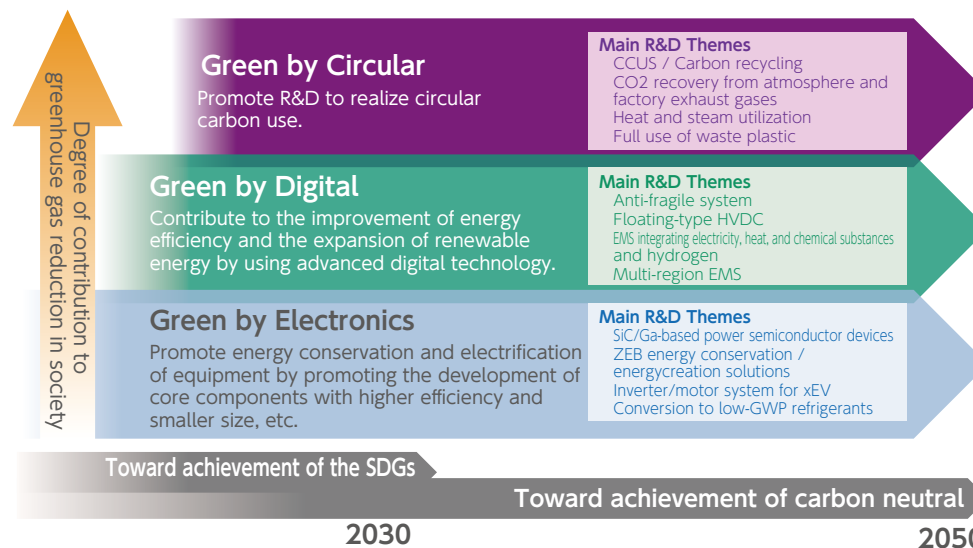 Degree of contribution to
greenhouse gas reduction in society
Green by Circular
Promote R&D to realize circular
carbon use.
Main R&D Themes
CCUS / Carbon recycling
CO2 recovery from atmosphere and
factory exhaust gases
Heat and steam utilization
Full use of waste plastic
Green by Digital
Contribute to the improvement of energy
efficiency and the expansion of renewable
energy by using advanced digital technology.
Main R&D Themes
Anti-fragile system
Floating-type HVDC
EMS integrating electricity, heat, and chemical substances
and hydrogen
Multi-region EMS
Green by Electronics
Promote energy conservation and electrification
of equipment by promoting the development of
core components with higher efficiency and
smaller size, etc.
Main R&D Themes
SiC/Ga-based power semiconductor devices
ZEB energy conservation /
energycreation solutions
Inverter/motor system for xEV
Conversion to low-GWP refrigerants
Toward achievement of the SDGs
Toward achievement of carbon neutral
2030
2050